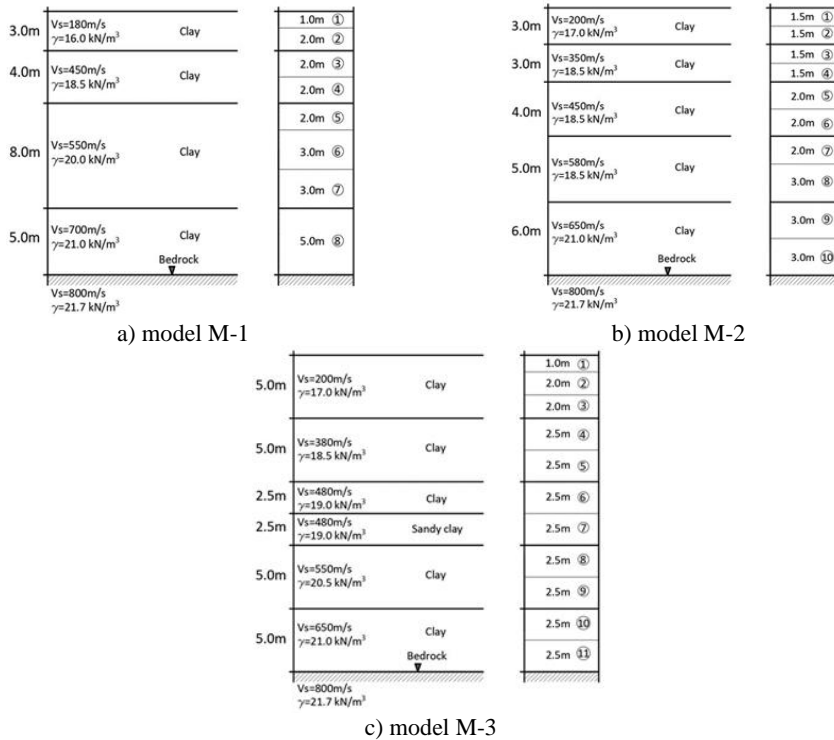 3.0m Vs=180m/s Clay
γ=16.0 kN/m³
4.0m Vs=450m/s Clay
γ=18.5 kN/m³
8.0m Vs=550m/s Clay
γ=20.0 kN/m³
5.0m Vs=700m/s Clay
γ=21.0 kN/m³
Bedrock
Vs=800m/s
γ=21.7 kN/m³
1.0m ①
2.0m ②
2.0m ③
2.0m ④
2.0m ⑤
3.0m ⑥
3.0m ⑦
5.0m ⑧
a) model M-1
3.0m Vs=200m/s Clay
γ=17.0 kN/m³
3.0m Vs=350m/s Clay
γ=18.5 kN/m³
4.0m Vs=450m/s Clay
γ=18.5 kN/m³
5.0m Vs=580m/s Clay
γ=18.5 kN/m³
6.0m Vs=650m/s Clay
γ=21.0 kN/m³
Bedrock
Vs=800m/s
γ=21.7 kN/m³
1.5m ①
1.5m ②
1.5m ③
1.5m ④
2.0m ⑤
2.0m ⑥
2.0m ⑦
3.0m ⑧
3.0m ⑨
3.0m ⑩
b) model M-2
5.0m Vs=200m/s Clay
γ=17.0 kN/m³
5.0m Vs=380m/s Clay
γ=18.5 kN/m³
2.5m Vs=480m/s Clay
γ=19.0 kN/m³
2.5m Vs=480m/s Sandy clay
γ=19.0 kN/m³
5.0m Vs=550m/s Clay
γ=20.5 kN/m³
5.0m Vs=650m/s Clay
γ=21.0 kN/m³
Bedrock
Vs=800m/s
γ=21.7 kN/m³
1.0m ①
2.0m ②
2.0m ③
2.5m ④
2.5m ⑤
2.5m ⑥
2.5m ⑦
2.5m ⑧
2.5m ⑨
2.5m ⑩
2.5m ⑪
c) model M-3